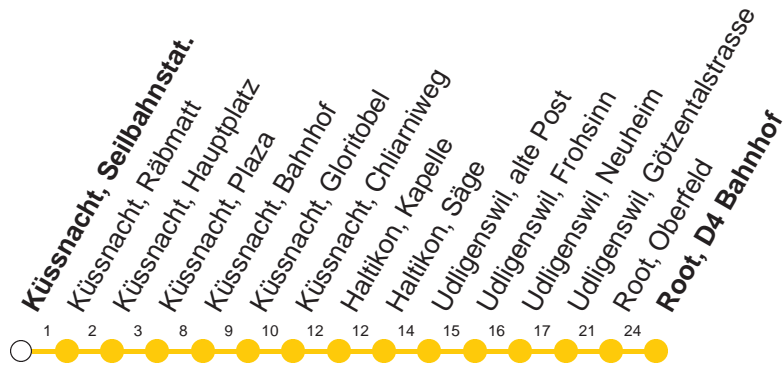 Küssnacht, Seilbahnstat.
Küssnacht, Räbmatt
Küssnacht, Hauptplatz
Küssnacht, Plaza
Küssnacht, Bahnhof
Küssnacht, Gloritobel
Küssnacht, Chliarniweg
Haltikon, Kapelle
Haltikon, Säge
Udligenswil, alte Post
Udligenswil, Frohsinn
Udligenswil, Neuheim
Udligenswil, Götzentalstrasse
Root, Oberfeld
Root, D4 Bahnhof
1 2 3 8 9 10 12 12 14 15 16 17 21 24